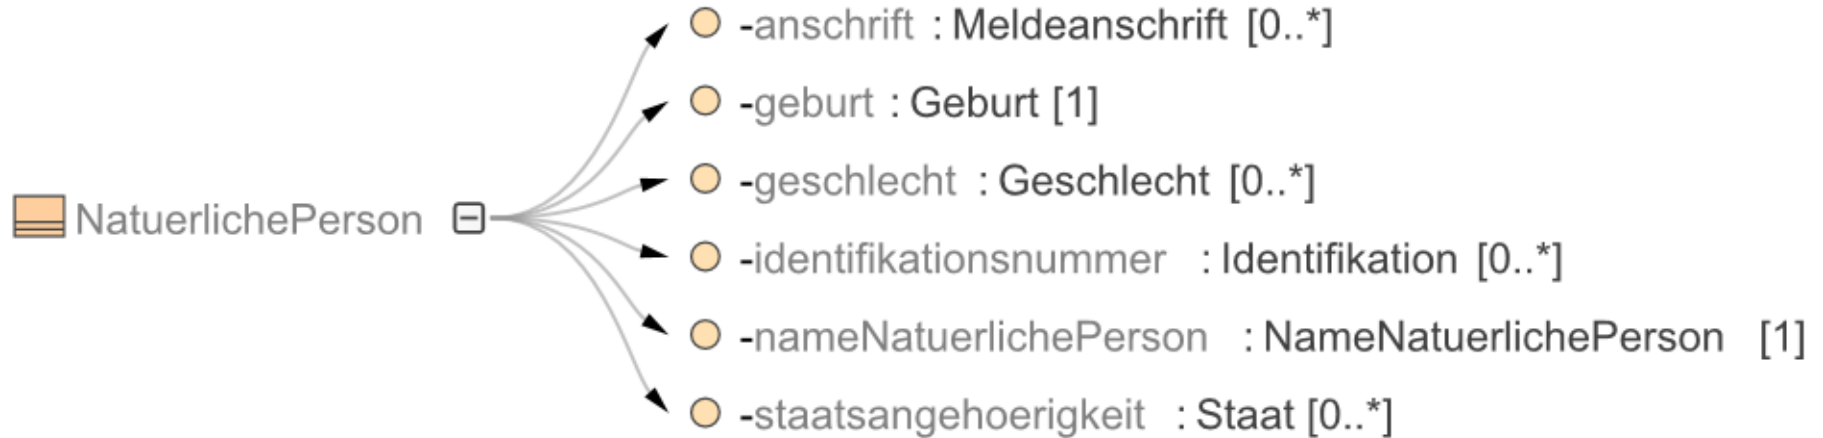 -anschrift : Meldeanschrift [0..*]
-geburt : Geburt [1]
-geschlecht : Geschlecht [0..*]
NatuerlichePerson
-identifikationsnummer : Identifikation [0..*]
-nameNatuerlichePerson : NameNatuerlichePerson [1]
-staatsangehoerigkeit : Staat [0..*]